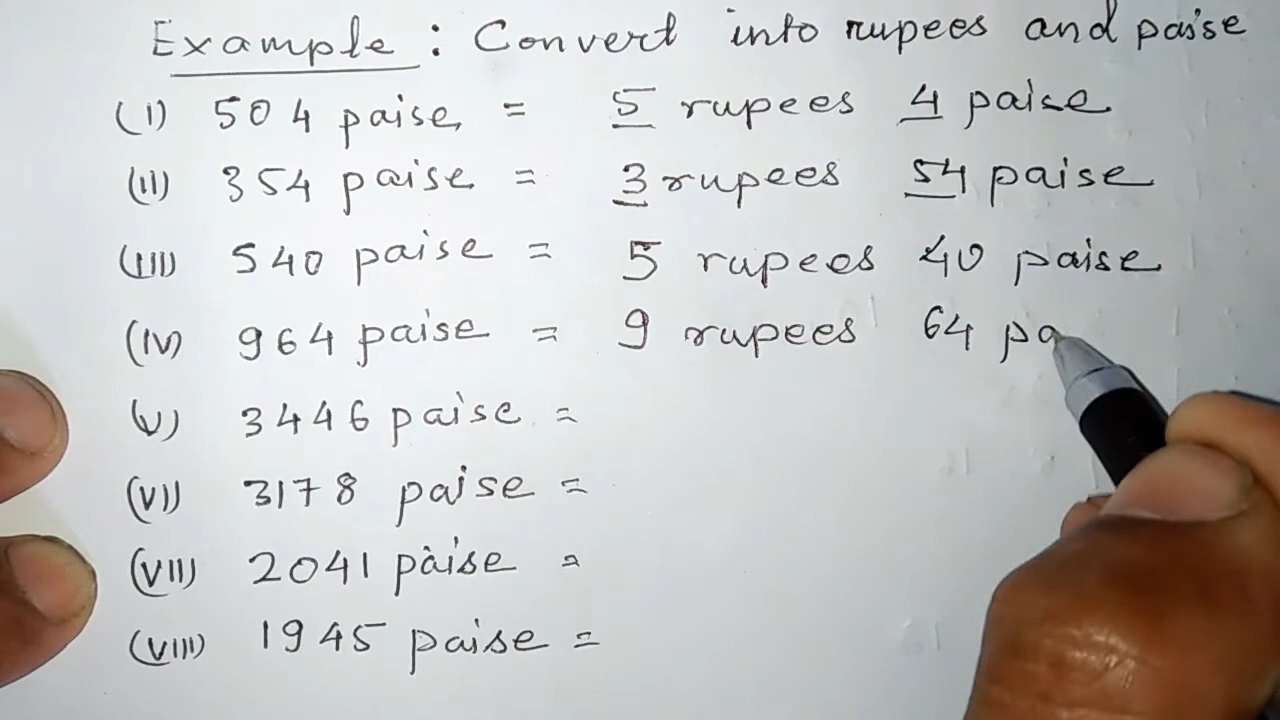 Example : Convert into rupees and paise
(I) 504 paise = 5 rupees 4 paise
(II) 354 paise = 3 rupees 54 paise
(III) 540 paise = 5 rupees 40 paise
(IV) 964 paise = 9 rupees 64 pa
(V) 3446 paise =
(VI) 3178 paise =
(VII) 2041 paise =
(VIII) 1945 paise =